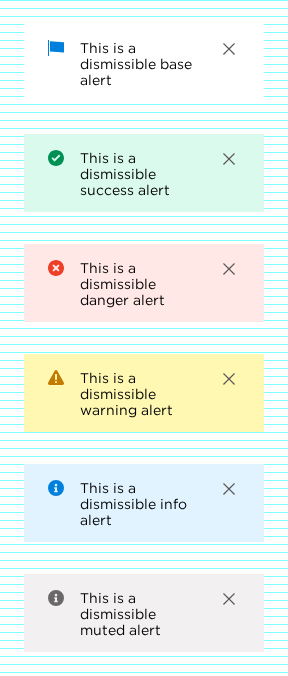 This is a
dismissible base
alert
This is a
dismissible
success alert
This is a
dismissible
danger alert
This is a
dismissible
warning alert
This is a
dismissible info
alert
This is a
dismissible
muted alert